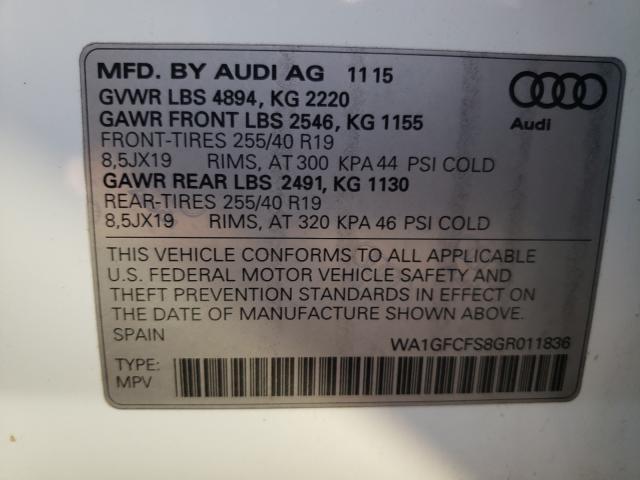 MFD. BY AUDI AG 11 15
GVWR LBS 4894, KG 2220
GAWR FRONT LBS 2546, KG 1155
FRONT-TIRES 255/40 R19
8,5JX19 RIMS, AT 300 KPA 44 PSI COLD
GAWR REAR LBS 2491, KG 1130
REAR-TIRES 255/40 R19
8,5JX19 RIMS, AT 320 KPA 46 PSI COLD
Audi
THIS VEHICLE CONFORMS TO ALL APPLICABLE
U.S. FEDERAL MOTOR VEHICLE SAFETY AND
THEFT PREVENTION STANDARDS IN EFFECT ON
THE DATE OF MANUFACTURE SHOWN ABOVE.
SPAIN
WA1GFCFS8GR011836
TYPE:
MPV